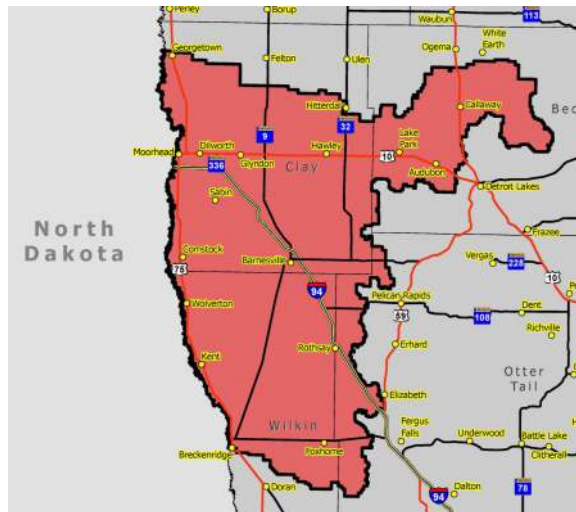 Perley
Borup
Waubun
113
Georgetown
Felton
Ulen
Ogema
White
Earth
Hitterdal
Callaway
9
32
Lake
Park
Moorhead
Dilworth
Glyndon
Hawley
10
336
Clay
Audubon
Detroit Lakes
Sabin
North
Dakota
Frazee
Comstock
75
Barnesville
Vergas
228
94
10
Wolverton
Pelican Rapids
59
108
Dent
Richville
Rothsay
Erhard
Kent
Otter
Tail
Elizabeth
Wilkin
Fergus
Falls
Underwood
Battle Lake
Clitherall
Breckenridge
Foxhome
Doran
94
Dalton
78